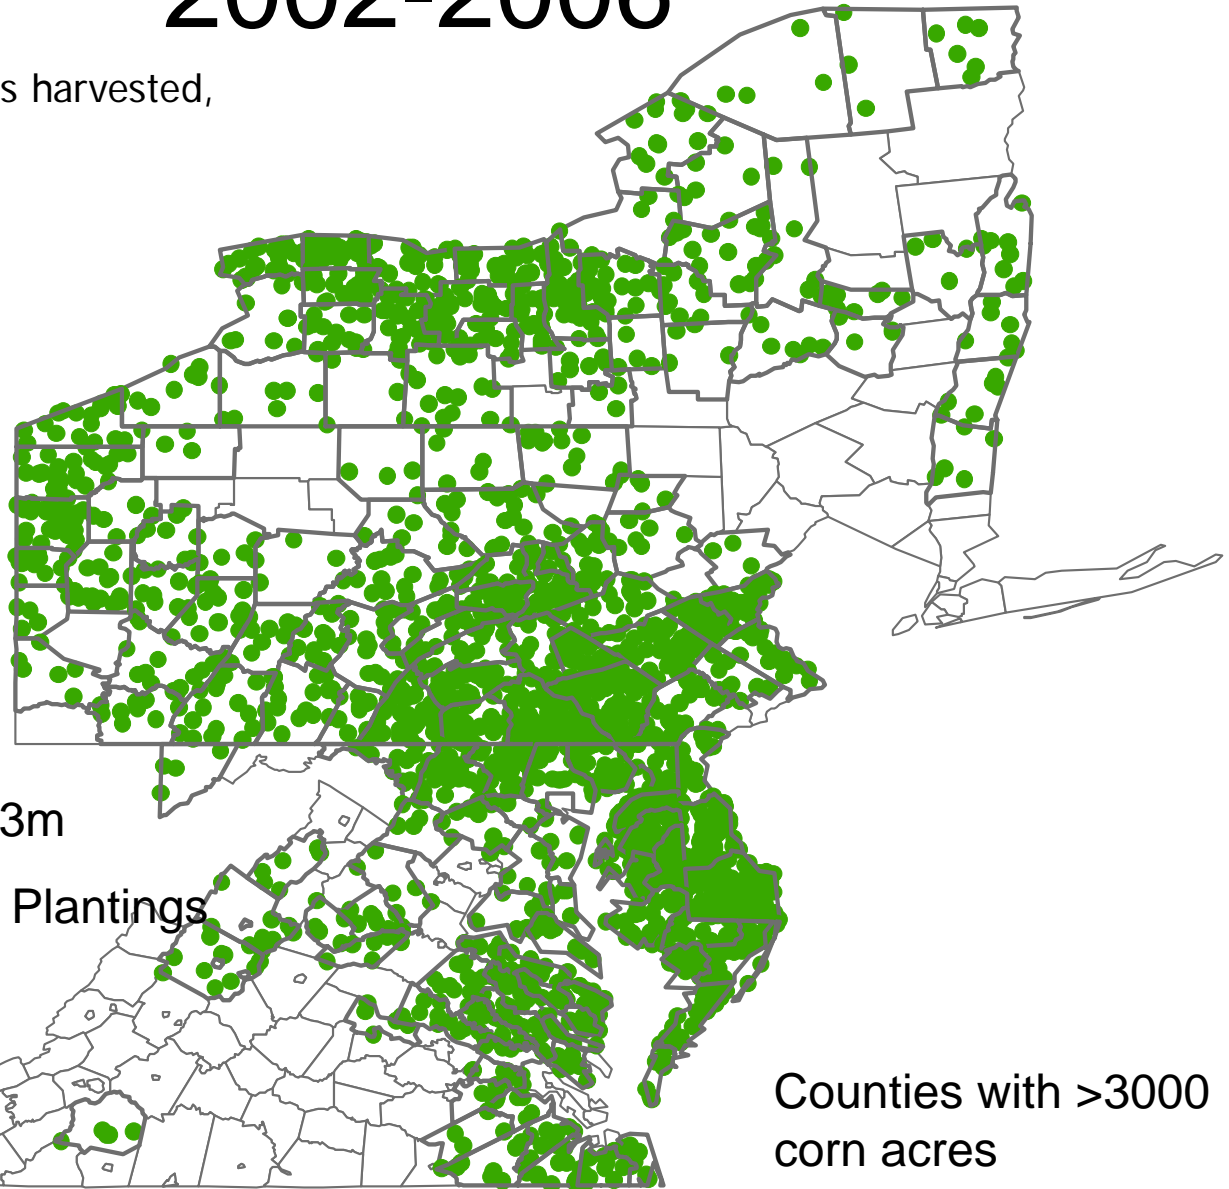 2002-2006
s harvested,
3m
Plantings
Counties with >3000
corn acres